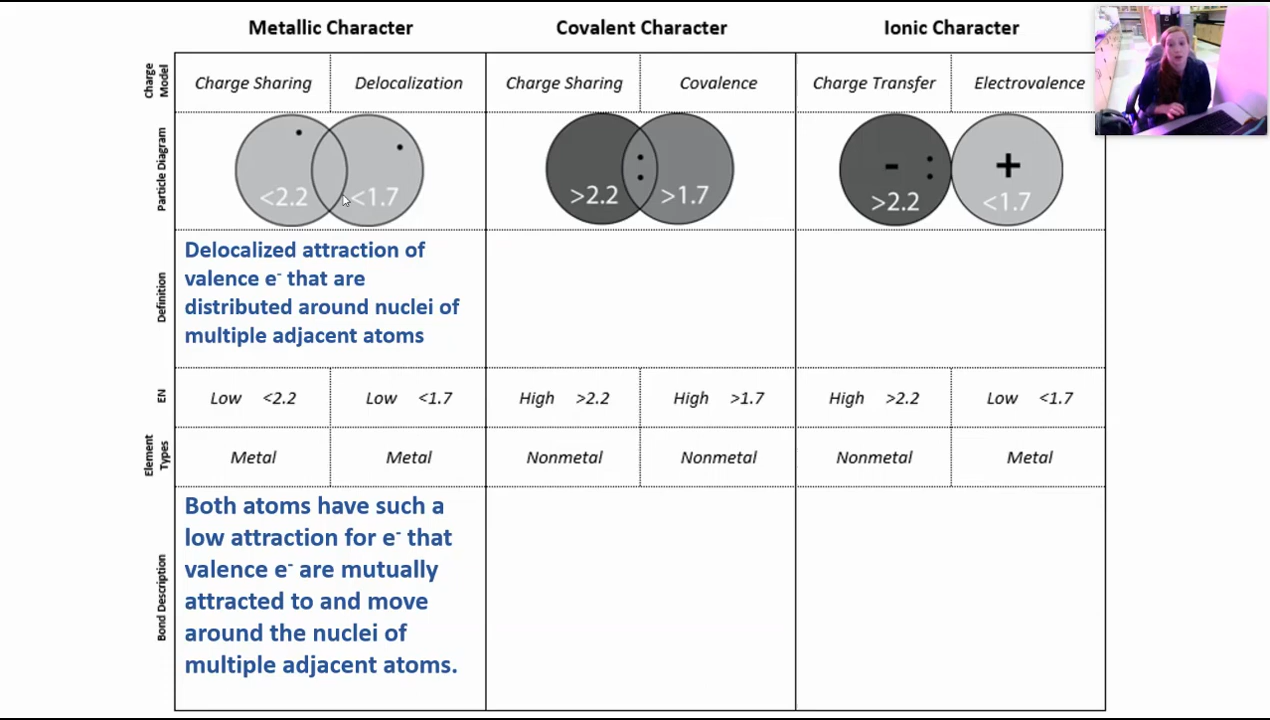 Metallic Character
Covalent Character
Ionic Character
Charge
Model
Charge Sharing
Delocalization
Charge Sharing
Covalence
Charge Transfer
Electrovalence
Particle Diagram
<2.2
<1.7
>2.2
>1.7
-
>2.2
+
<1.7
Definition
Delocalized attraction of
valence e⁻ that are
distributed around nuclei of
multiple adjacent atoms
EN
Low <2.2
Low <1.7
High >2.2
High >1.7
High >2.2
Low <1.7
Element
Types
Metal
Metal
Nonmetal
Nonmetal
Nonmetal
Metal
Bond Description
Both atoms have such a
low attraction for e⁻ that
valence e⁻ are mutually
attracted to and move
around the nuclei of
multiple adjacent atoms.